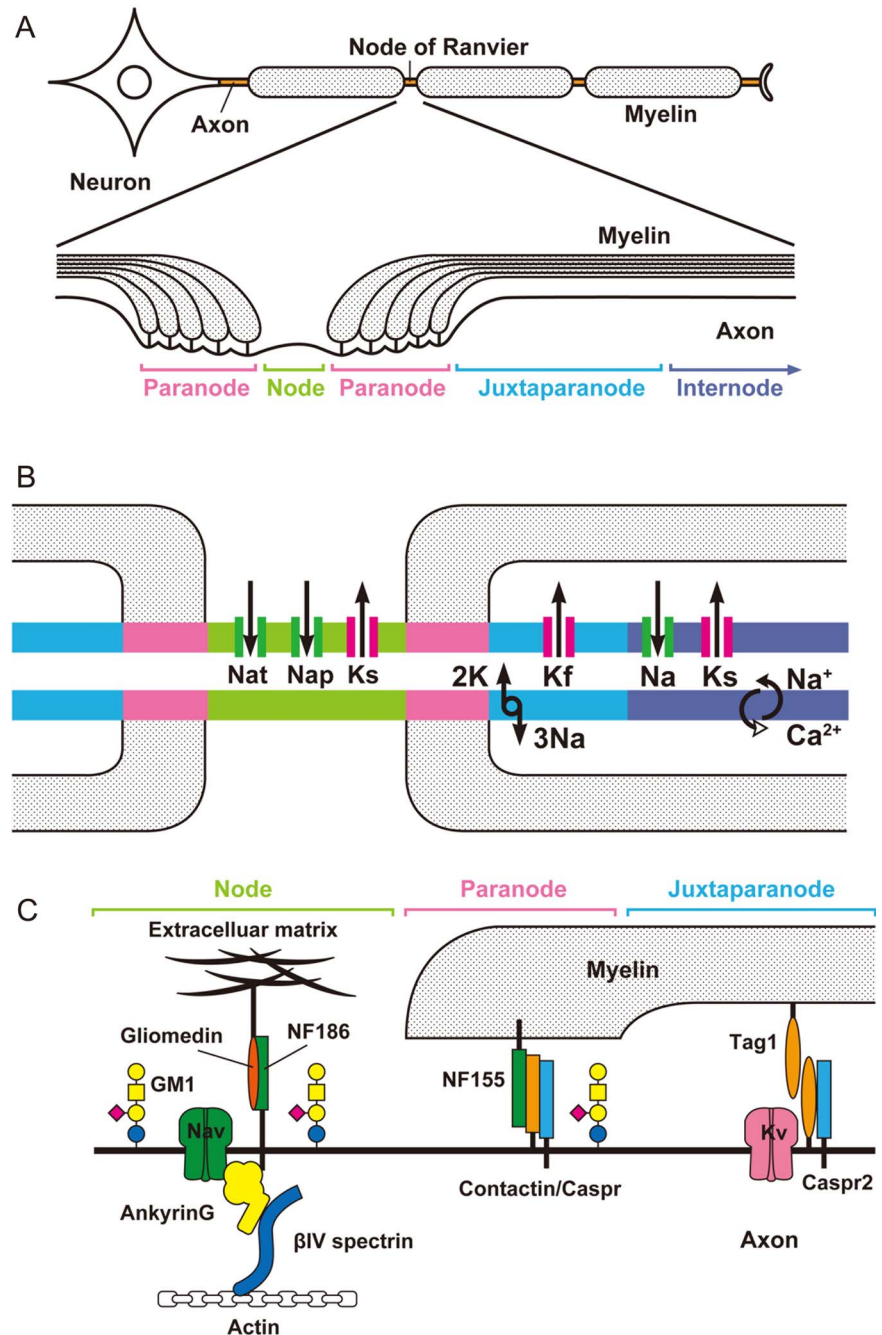 A
Node of Ranvier
Axon
Myelin
Neuron
Myelin
Axon
Paranode
Node
Paranode
Juxtaparanode
Internode
B
Nat
Nap
Ks
2K
Kf
Na
Ks
Na⁺
3Na
Ca²⁺
C
Node
Paranode
Juxtaparanode
Extracelluar matrix
Myelin
Gliomedin
NF186
Tag1
GM1
NF155
Nav
Kv
Contactin/Caspr
Caspr2
AnkyrinG
βIV spectrin
Axon
Actin